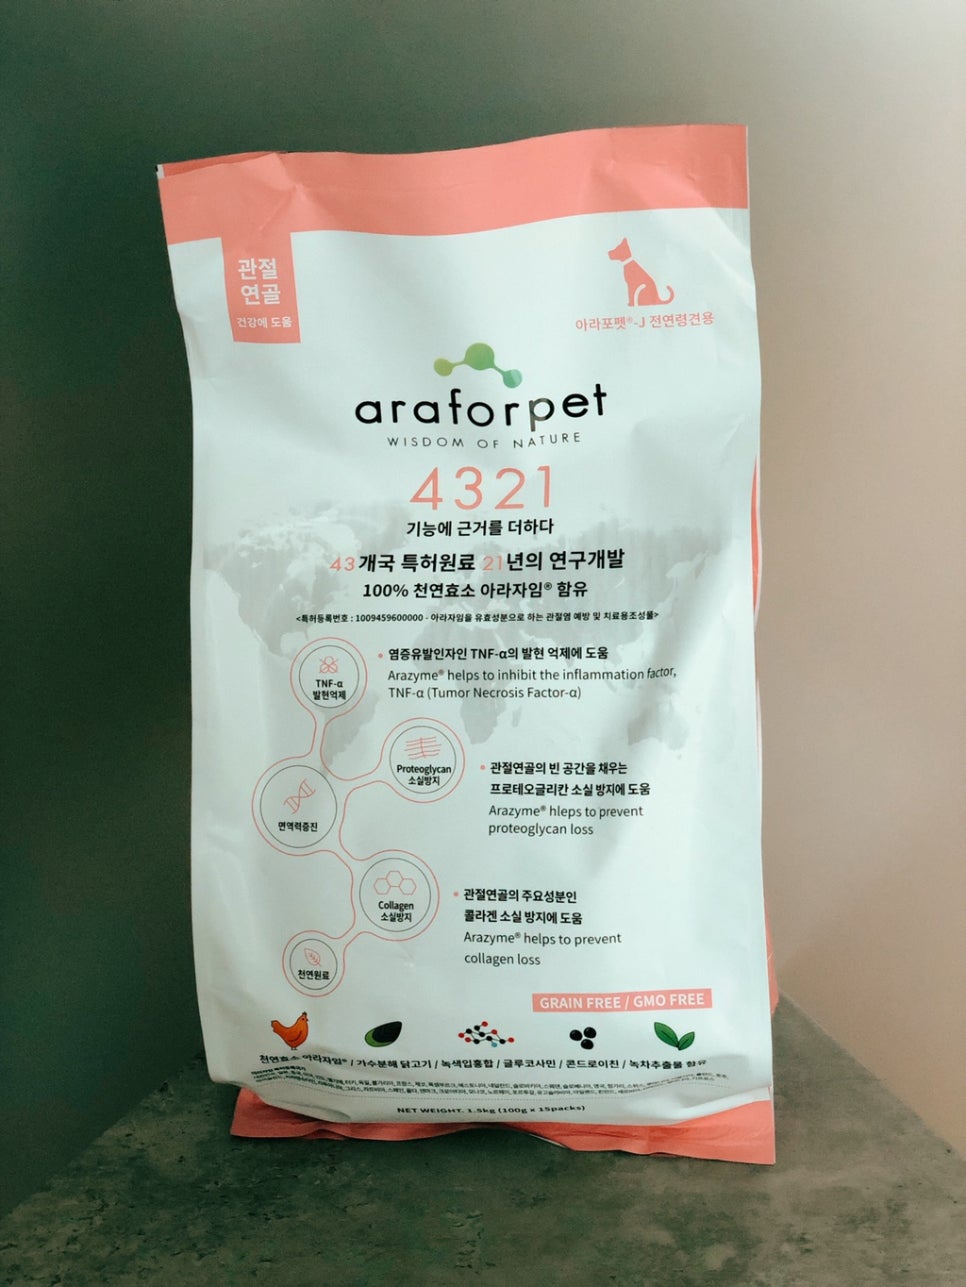 관절
연골
건강에 도움
아라포펫®-J 전연령견용
araforpet
WISDOM OF NATURE
4321
기능에 근거를 더하다
43개국 특허원료 21년의 연구개발
100% 천연효소 아라자임® 함유
<특허등록번호 : 1009459600000 - 아라자임을 유효성분으로 하는 관절염 예방 및 치료용조성물>
TNF-α
발현억제
염증유발인자인 TNF-α의 발현 억제에 도움
Arazyme® helps to inhibit the inflammation factor,
TNF-α (Tumor Necrosis Factor-α)
Proteoglycan
소실방지
관절연골의 빈 공간을 채우는
프로테오글리칸 소실 방지에 도움
Arazyme® hleps to prevent
proteoglycan loss
면역력증진
Collagen
소실방지
관절연골의 주요성분인
콜라겐 소실 방지에 도움
Arazyme® helps to prevent
collagen loss
천연원료
GRAIN FREE / GMO FREE
천연효소 아라자임® / 가수분해 닭고기 / 녹색입홍합 / 글루코사민 / 콘드로이친 / 녹차추출물 함유
NET WEIGHT. 1.5kg (100g x 15packs)